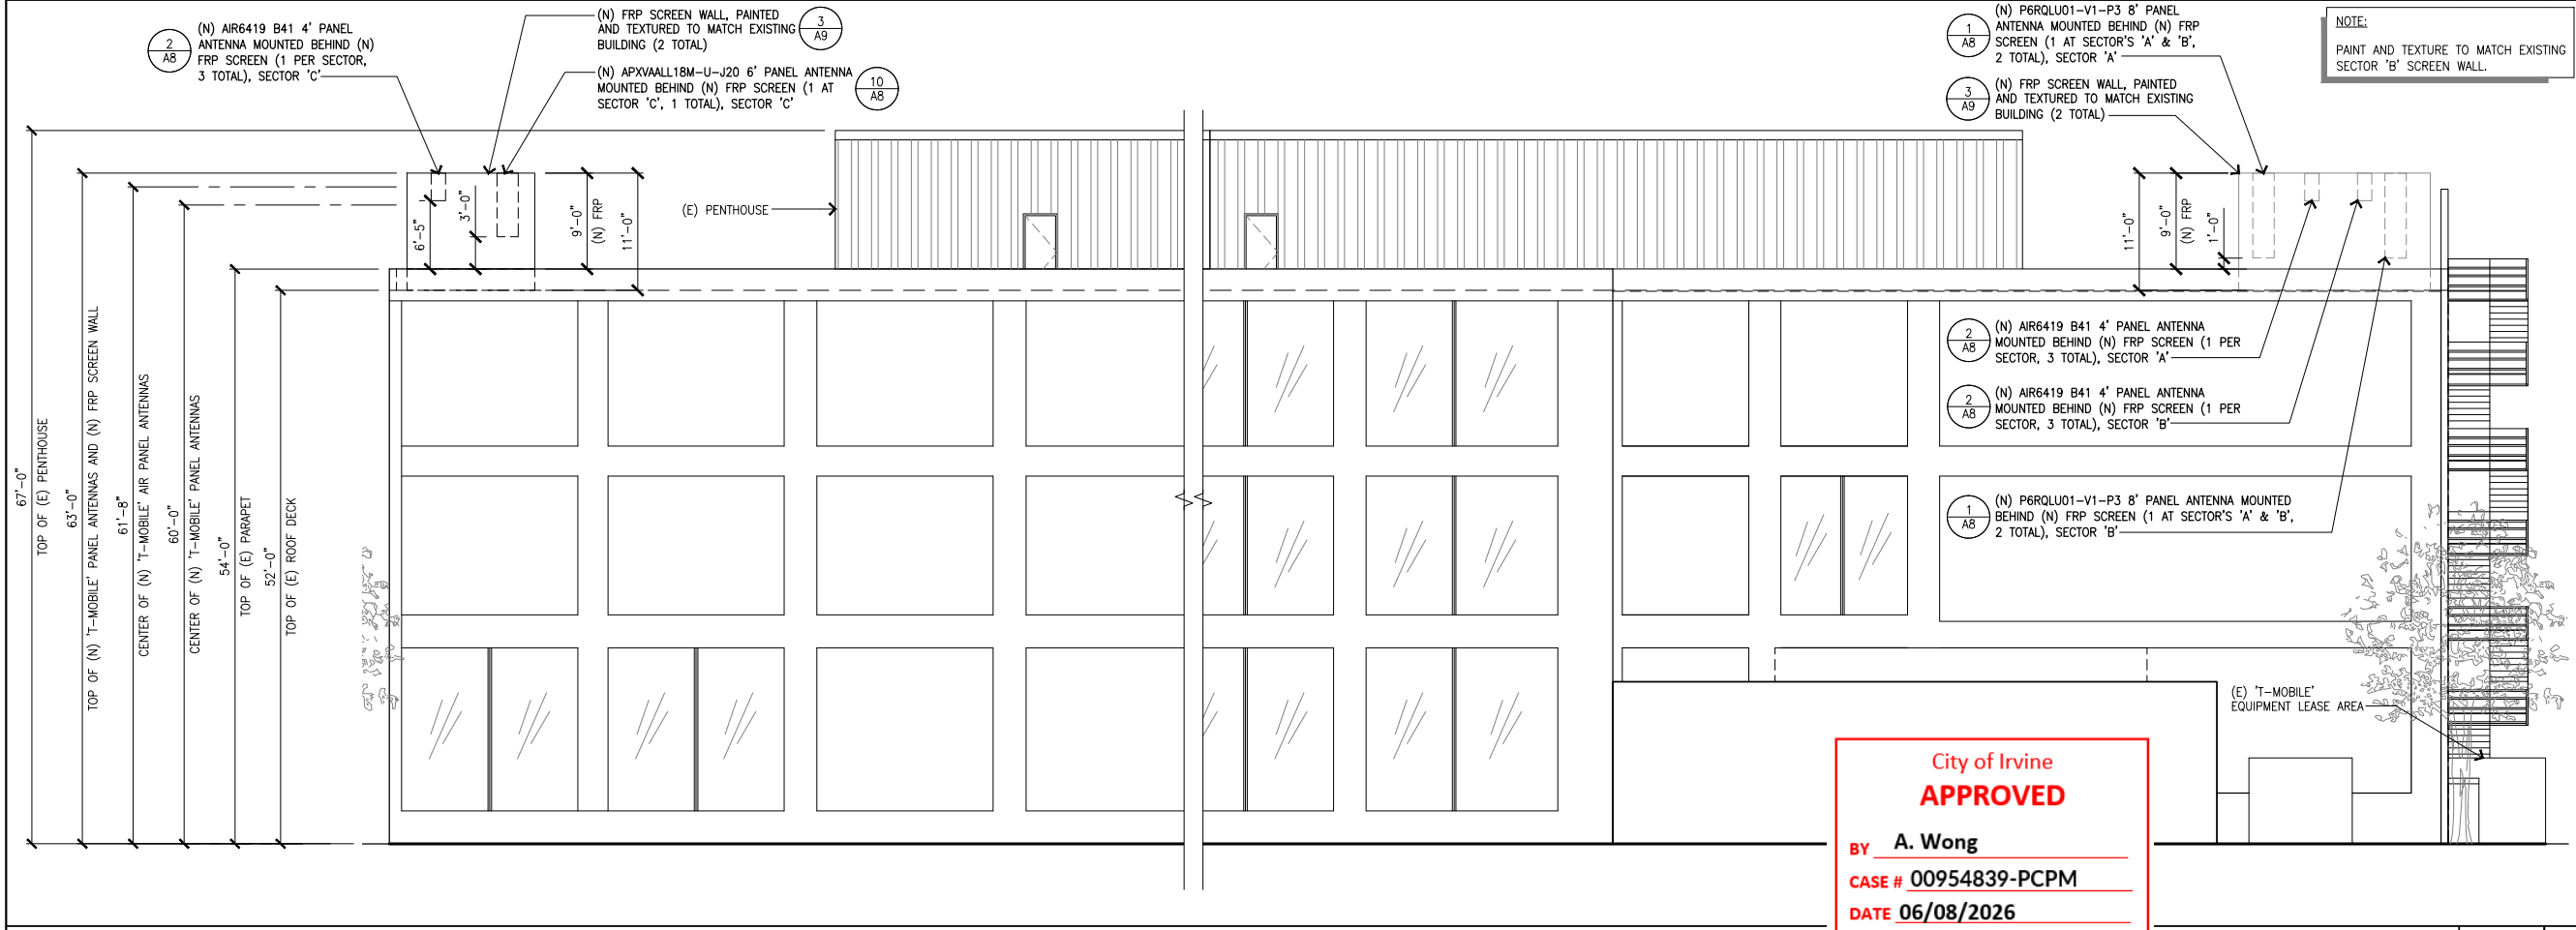 2
A8
(N) AIR6419 B41 4' PANEL
ANTENNA MOUNTED BEHIND (N)
FRP SCREEN (1 PER SECTOR,
3 TOTAL), SECTOR 'C'
(N) FRP SCREEN WALL, PAINTED
AND TEXTURED TO MATCH EXISTING
BUILDING (2 TOTAL)
3
A9
(N) APXVAALL18M-U-J20 6' PANEL ANTENNA
MOUNTED BEHIND (N) FRP SCREEN (1 AT
SECTOR 'C', 1 TOTAL), SECTOR 'C'
10
A8
1
A8
(N) P6RQLU01-V1-P3 8' PANEL
ANTENNA MOUNTED BEHIND (N) FRP
SCREEN (1 AT SECTOR'S 'A' & 'B',
2 TOTAL), SECTOR 'A'
3
A9
(N) FRP SCREEN WALL, PAINTED
AND TEXTURED TO MATCH EXISTING
BUILDING (2 TOTAL)
NOTE:
PAINT AND TEXTURE TO MATCH EXISTING
SECTOR 'B' SCREEN WALL.
67'-0"
TOP OF (E) PENTHOUSE
63'-0"
TOP OF (N) 'T-MOBILE' PANEL ANTENNAS AND (N) FRP SCREEN WALL
61'-8"
CENTER OF (N) 'T-MOBILE' AIR PANEL ANTENNAS
60'-0"
CENTER OF (N) 'T-MOBILE' PANEL ANTENNAS
54'-0"
TOP OF (E) PARAPET
52'-0"
TOP OF (E) ROOF DECK
6'-5"
3'-0"
9'-0"
(N) FRP
11'-0"
(E) PENTHOUSE
11'-0"
9'-0"
(N) FRP
1'-0"
2
A8
(N) AIR6419 B41 4' PANEL ANTENNA
MOUNTED BEHIND (N) FRP SCREEN (1 PER
SECTOR, 3 TOTAL), SECTOR 'A'
2
A8
(N) AIR6419 B41 4' PANEL ANTENNA
MOUNTED BEHIND (N) FRP SCREEN (1 PER
SECTOR, 3 TOTAL), SECTOR 'B'
1
A8
(N) P6RQLU01-V1-P3 8' PANEL ANTENNA MOUNTED
BEHIND (N) FRP SCREEN (1 AT SECTOR'S 'A' & 'B',
2 TOTAL), SECTOR 'B'
(E) 'T-MOBILE'
EQUIPMENT LEASE AREA
City of Irvine
APPROVED
BY A. Wong
CASE # 00954839-PCPM
DATE 06/08/2026